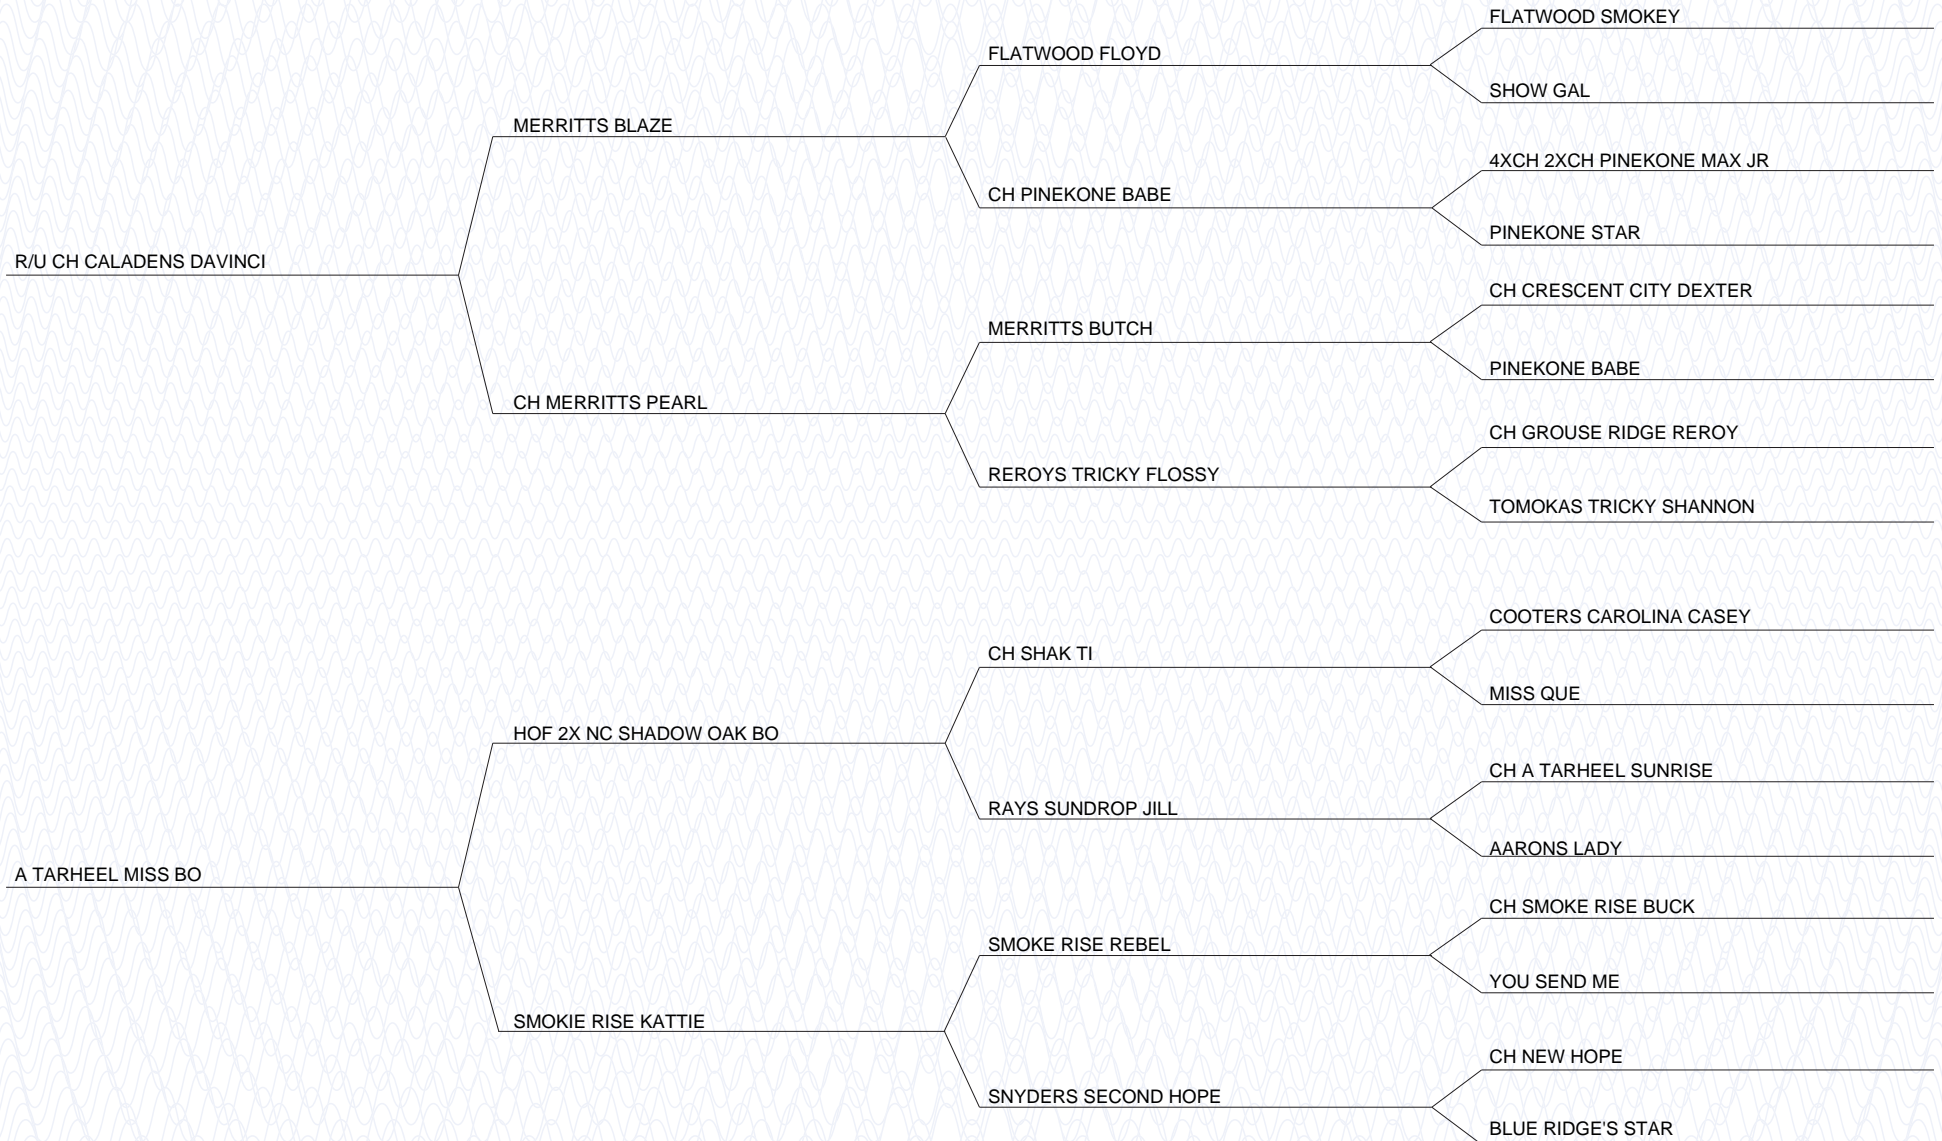 FLATWOOD SMOKEY
FLATWOOD FLOYD
SHOW GAL
MERRITTS BLAZE
4XCH 2XCH PINEKONE MAX JR
CH PINEKONE BABE
PINEKONE STAR
R/U CH CALADENS DAVINCI
CH CRESCENT CITY DEXTER
MERRITTS BUTCH
PINEKONE BABE
CH MERRITTS PEARL
CH GROUSE RIDGE REROY
REROYS TRICKY FLOSSY
TOMOKAS TRICKY SHANNON
COOTERS CAROLINA CASEY
CH SHAK TI
MISS QUE
HOF 2X NC SHADOW OAK BO
CH A TARHEEL SUNRISE
RAYS SUNDROP JILL
AARONS LADY
A TARHEEL MISS BO
CH SMOKE RISE BUCK
SMOKE RISE REBEL
YOU SEND ME
SMOKIE RISE KATTIE
CH NEW HOPE
SNYDERS SECOND HOPE
BLUE RIDGE'S STAR